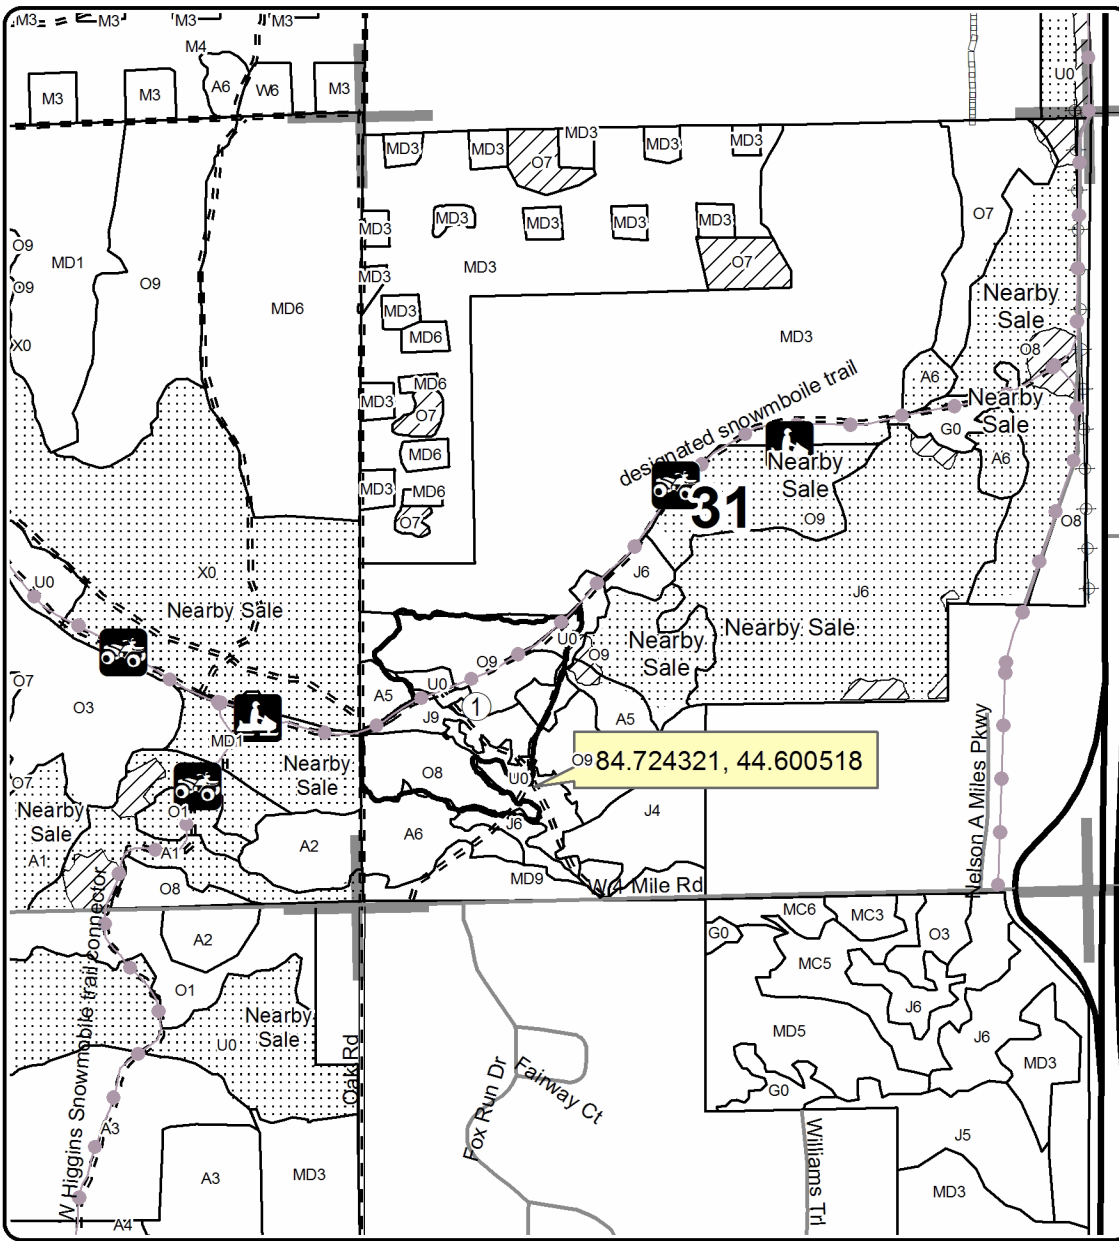 M3
M3
M3
M3
M4
U0
M3
M3
A6
W6
M3
MD3
MD3
O7
MD3
MD3
MD3
MD3
MD3
MD3
MD3
MD3
O7
O9
MD1
O9
O9
MD6
MD3
MD3
O7
Nearby
Sale
X0
MD3
MD6
MD3
O8
MD6
MD3
O7
designated snowmboile trail
A6
Nearby
Sale
G0
MD6
A6
MD3
MD6
O7
Nearby
Sale
31
O9
O8
X0
U0
Nearby Sale
J6
J6
Nearby Sale
Nearby
Sale
U0
O9
O9
O7
O3
A5
U0
J9
1
A5
MD1
O7
Nearby
Sale
O8
U0
O9
84.724321, 44.600518
Nelson A Miles Pkwy
Nearby
Sale
O1
A1
A1
A2
A6
J6
J4
O8
MD9
W 4 Mile Rd
W Higgins Snowmobile trail connector
A2
O1
Nearby
Sale
U0
Oak Rd
G0
MC6
MC3
O3
MC5
J6
MD5
J6
MD3
G0
Fox Run Dr
Fairway Ct
Williams Trl
A3
A3
MD3
J5
MD3
A4